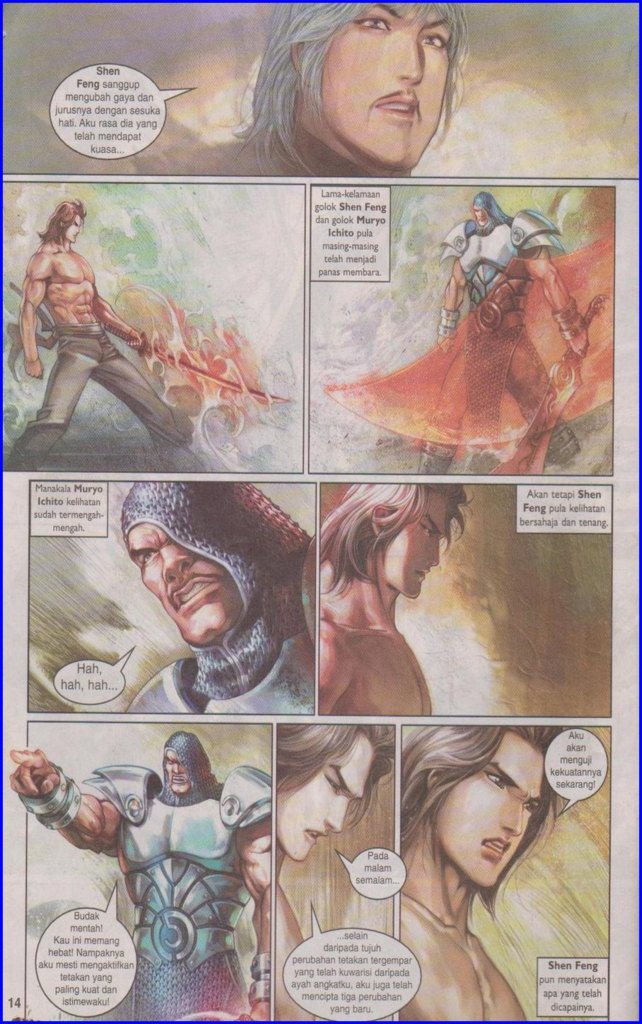 Shen
Feng sanggup
mengubah gaya dan
jurusnya dengan sesuka
hati. Aku rasa dia yang
telah mendapat
kuasa...
Lama-kelamaan
golok Shen Feng
dan golok Muryo
Ichito pula
masing-masing
telah menjadi
panas membara.
Manakala Muryo
Ichito kelihatan
sudah termengah-
mengah.
Hah,
hah, hah...
Akan tetapi Shen
Feng pula kelihatan
bersahaja dan tenang.
Budak
mentah!
Kau ini memang
hebat! Nampaknya
aku mesti mengaktifkan
tetakan yang
paling kuat dan
istimewaku!
Pada
malam
semalam...
...selain
daripada tujuh
perubahan tetakan tergempar
yang telah kuwarisi daripada
ayah angkatku, aku juga telah
mencipta tiga perubahan
yang baru.
Aku
akan
menguji
kekuatannya
sekarang!
Shen Feng
pun menyatakan
apa yang telah
dicapainya.
14